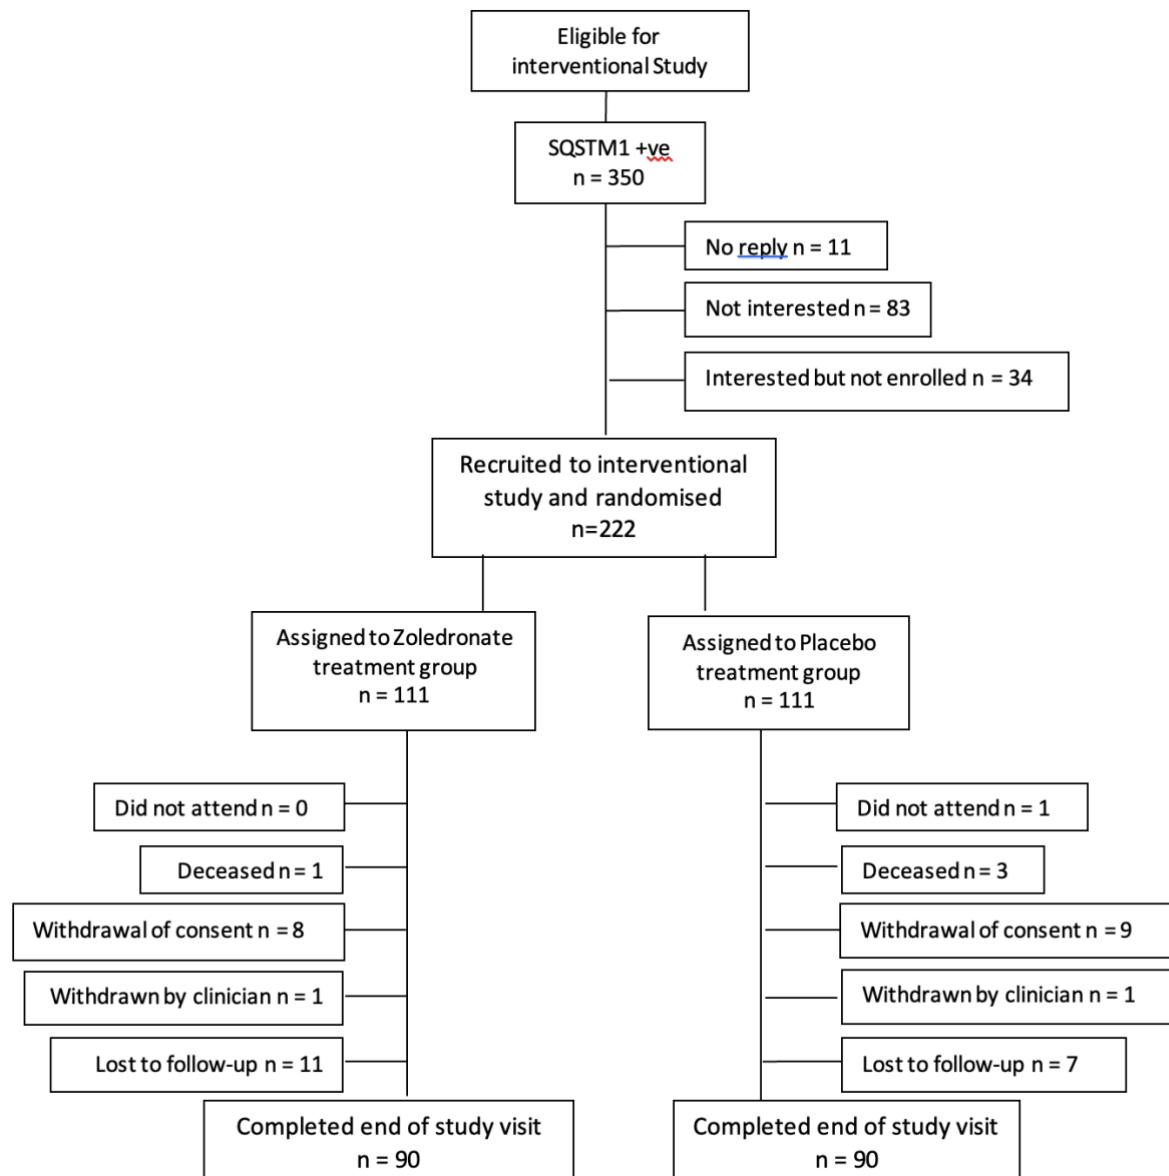 Eligible for
interventional Study
SQSTM1 +ve
n = 350
No reply n = 11
Not interested n = 83
Interested but not enrolled n = 34
Recruited to interventional
study and randomised
n=222
Assigned to Zoledronate
treatment group
n = 111
Assigned to Placebo
treatment group
n = 111
Did not attend n = 0
Deceased n = 1
Withdrawal of consent n = 8
Withdrawn by clinician n = 1
Lost to follow-up n = 11
Completed end of study visit
n = 90
Did not attend n = 1
Deceased n = 3
Withdrawal of consent n = 9
Withdrawn by clinician n = 1
Lost to follow-up n = 7
Completed end of study visit
n = 90